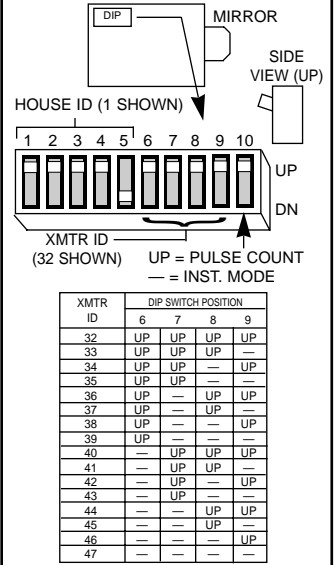 DIP
MIRROR
SIDE
VIEW (UP)
HOUSE ID (1 SHOWN)
1 2 3 4 5 6 7 8 9 10
UP
DN
XMTR ID
(32 SHOWN)
UP = PULSE COUNT
— = INST. MODE
XMTR ID DIP SWITCH POSITION
6 7 8 9
32 UP UP UP UP
33 UP UP UP —
34 UP UP — UP
35 UP UP — —
36 UP — UP UP
37 UP — UP —
38 UP — — UP
39 UP — — —
40 — UP UP UP
41 — UP UP —
42 — UP — UP
43 — UP — —
44 — — UP UP
45 — — UP —
46 — — — UP
47 — — — —